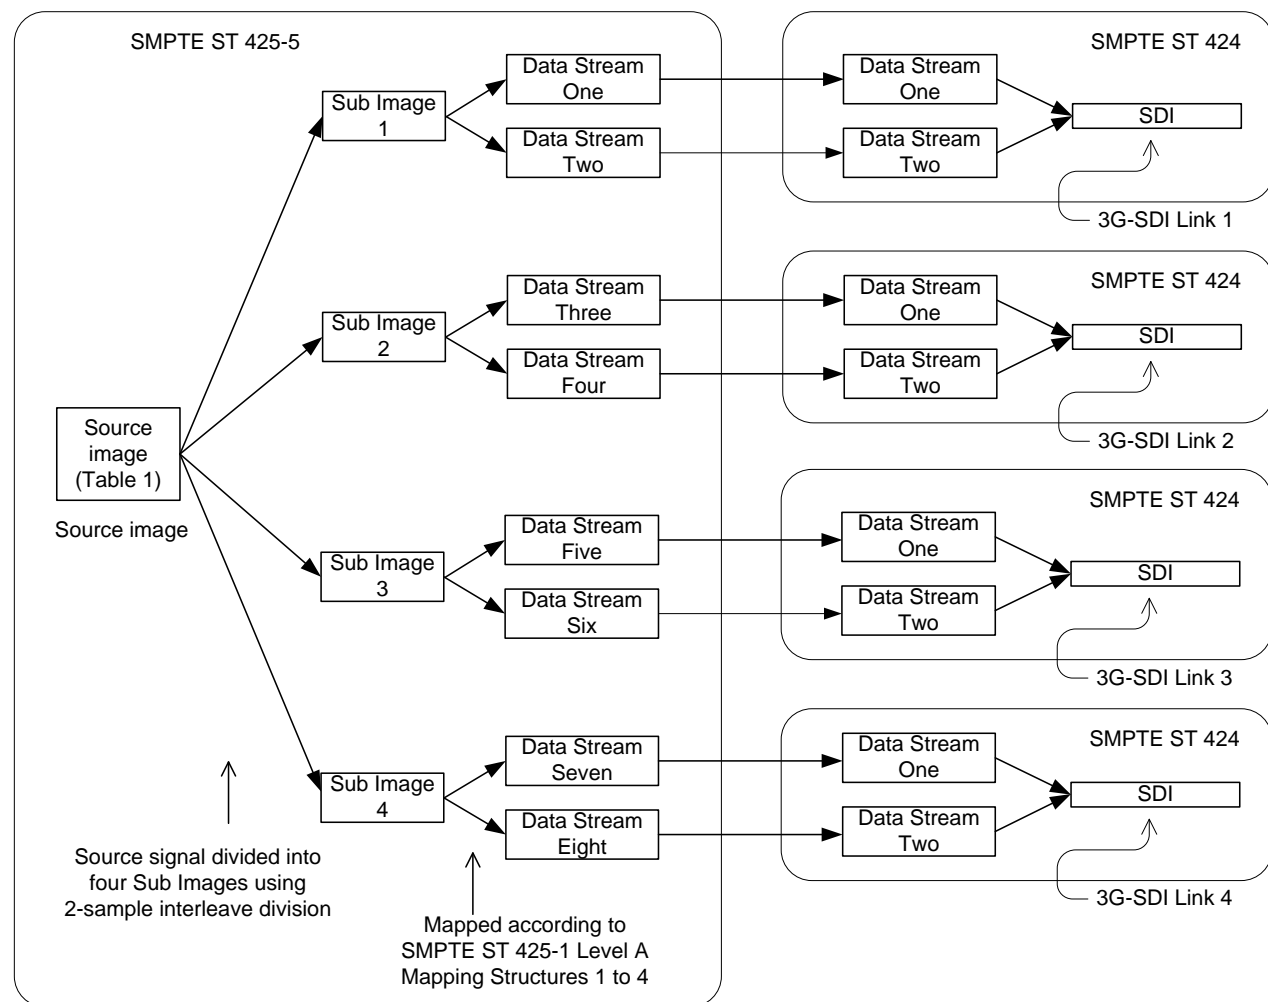 SMPTE ST 425-5
SMPTE ST 424
Data Stream
One
Data Stream
One
Sub Image
1
SDI
Data Stream
Two
Data Stream
Two
3G-SDI Link 1
SMPTE ST 424
Data Stream
Three
Data Stream
One
Sub Image
2
SDI
Data Stream
Four
Data Stream
Two
3G-SDI Link 2
Source
image
(Table 1)
Source image
SMPTE ST 424
Data Stream
Five
Data Stream
One
Sub Image
3
SDI
Data Stream
Six
Data Stream
Two
3G-SDI Link 3
SMPTE ST 424
Data Stream
Seven
Data Stream
One
Sub Image
4
SDI
Data Stream
Eight
Data Stream
Two
3G-SDI Link 4
Source signal divided into
four Sub Images using
2-sample interleave division
Mapped according to
SMPTE ST 425-1 Level A
Mapping Structures 1 to 4